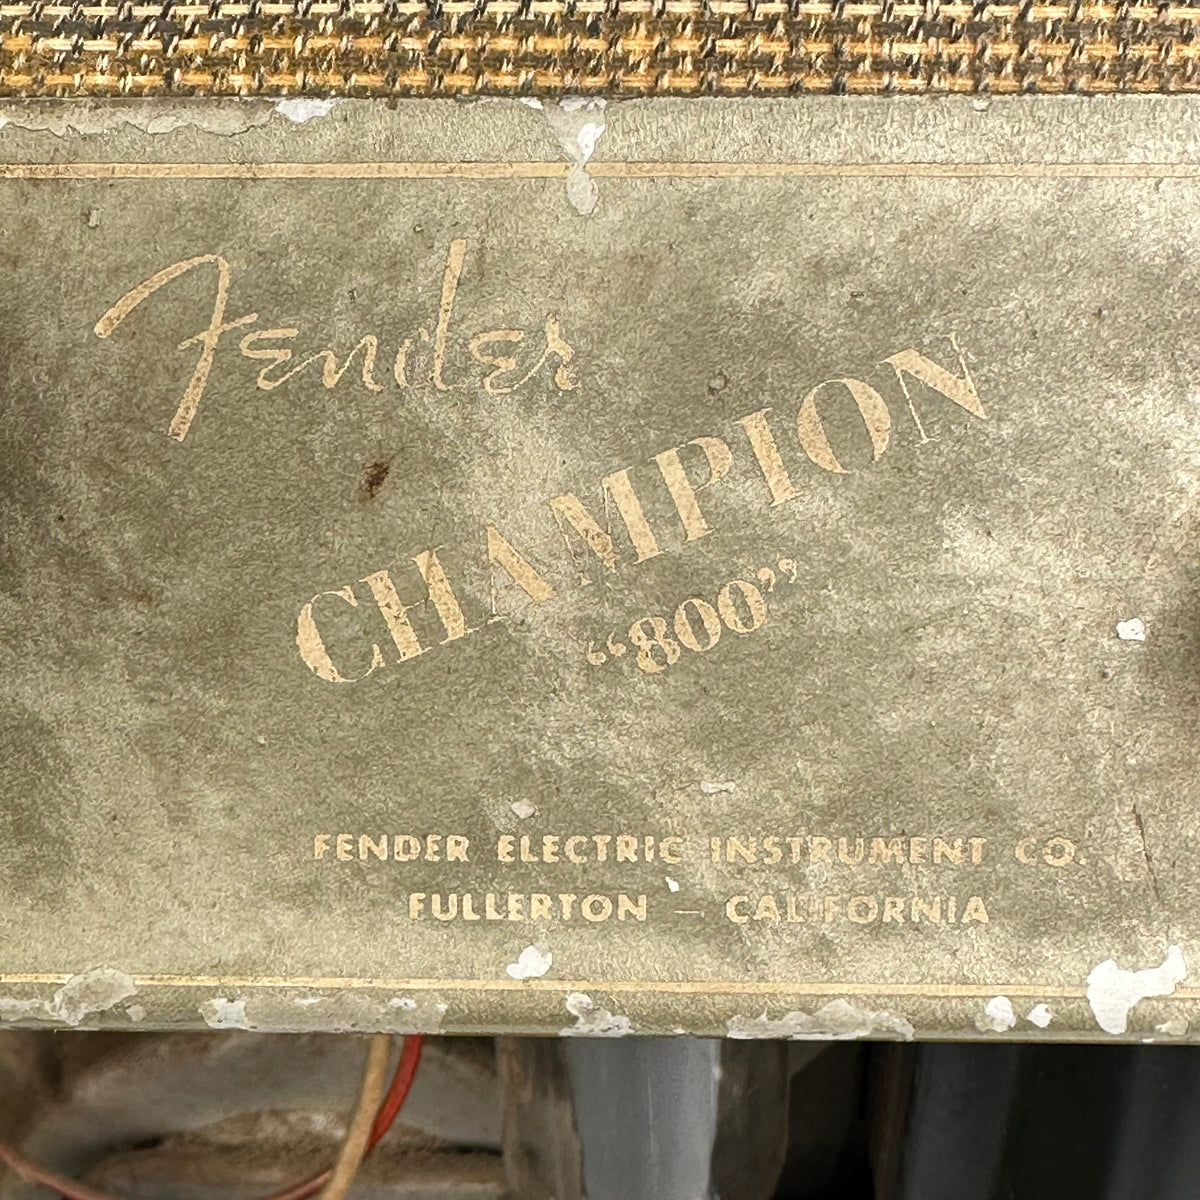 Fender
CHAMPION
“800”
FENDER ELECTRIC INSTRUMENT CO.
FULLERTON — CALIFORNIA